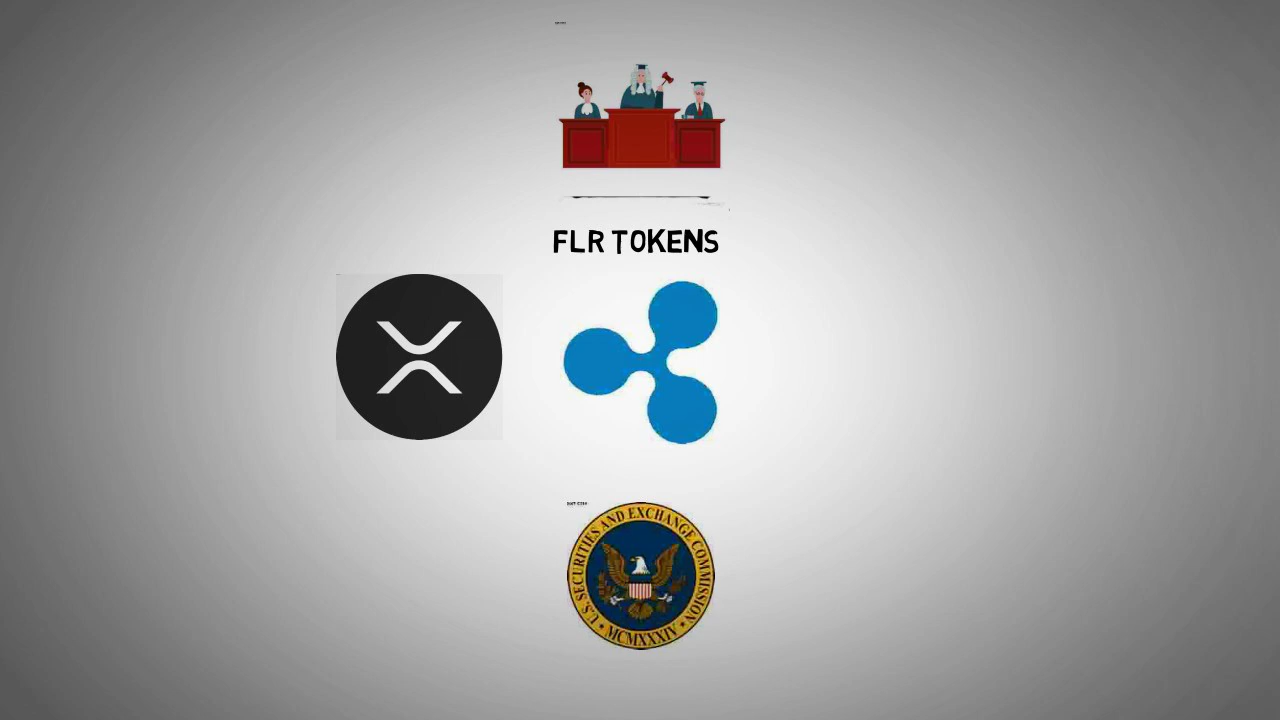 FLR TOKENS
U.S. SECURITIES AND EXCHANGE COMMISSION
MCMXXXIV